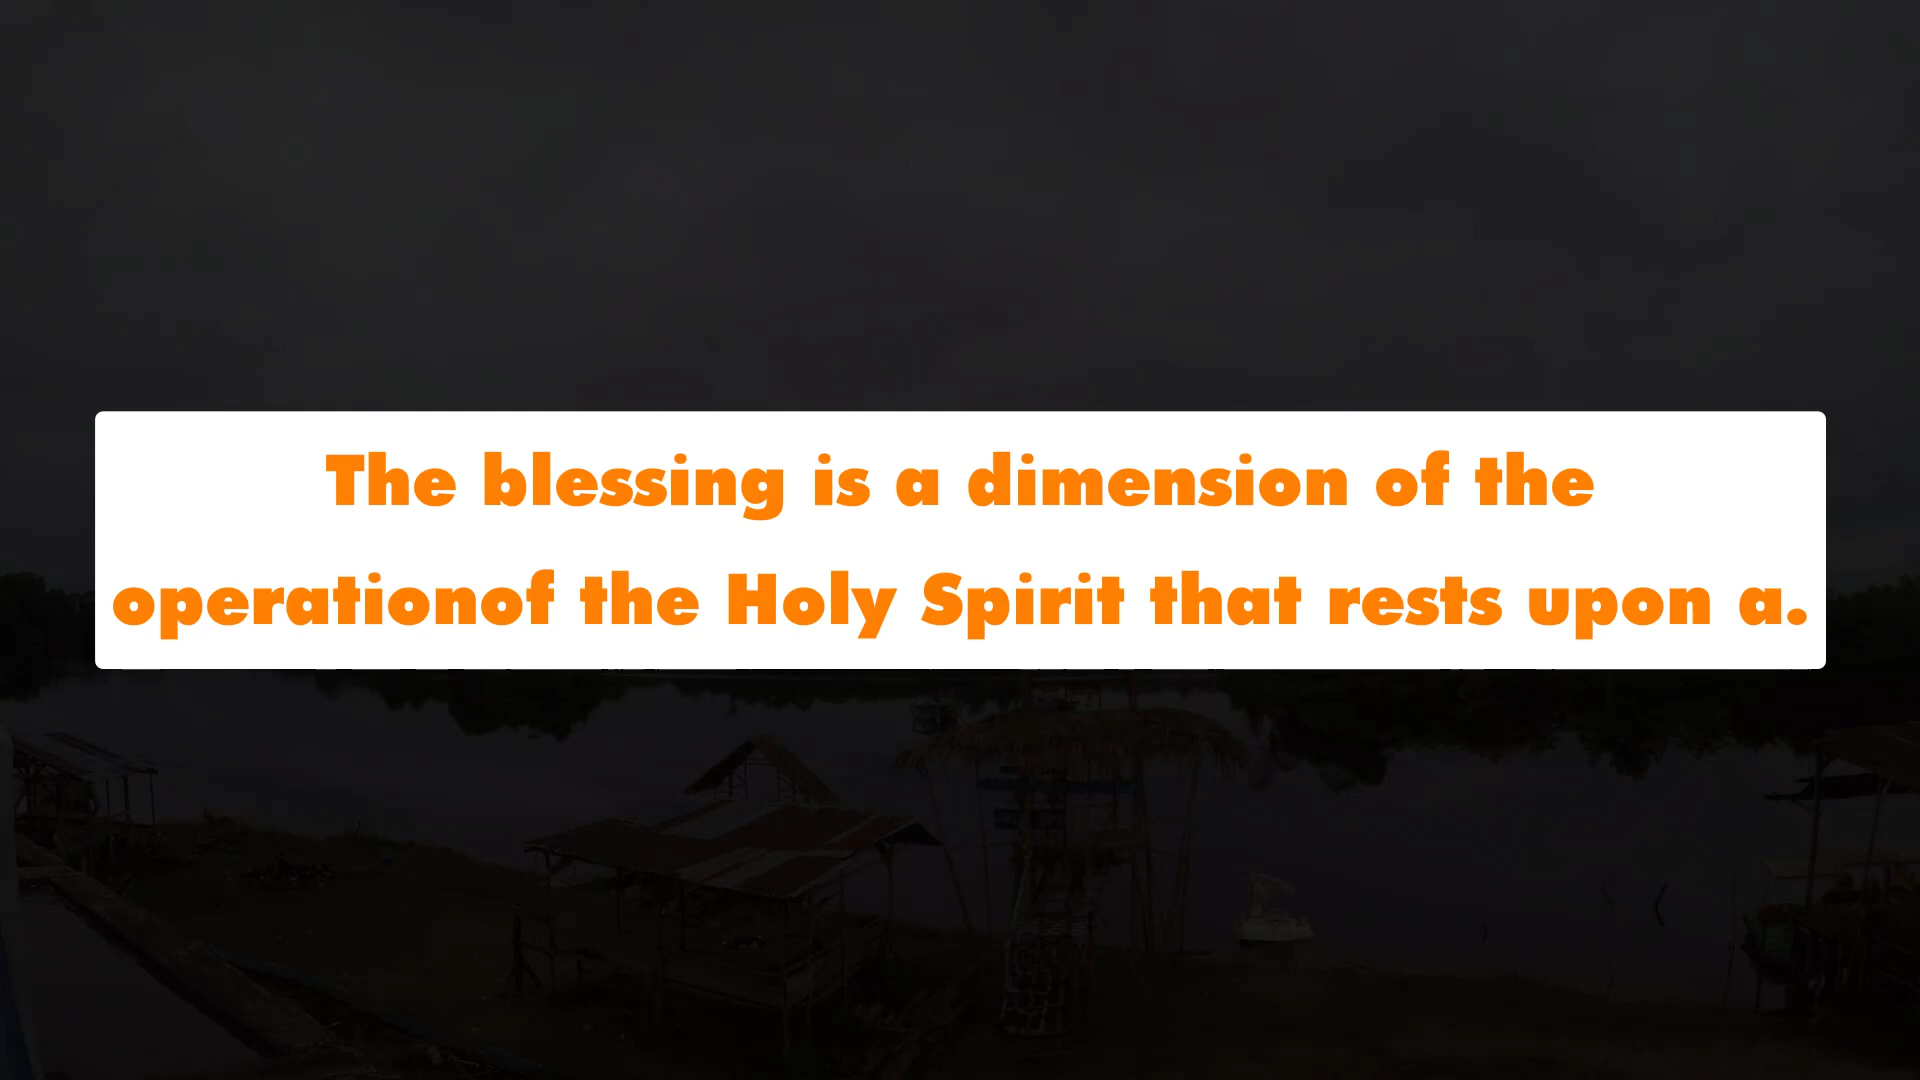 The blessing is a dimension of the
operationof the Holy Spirit that rests upon a.